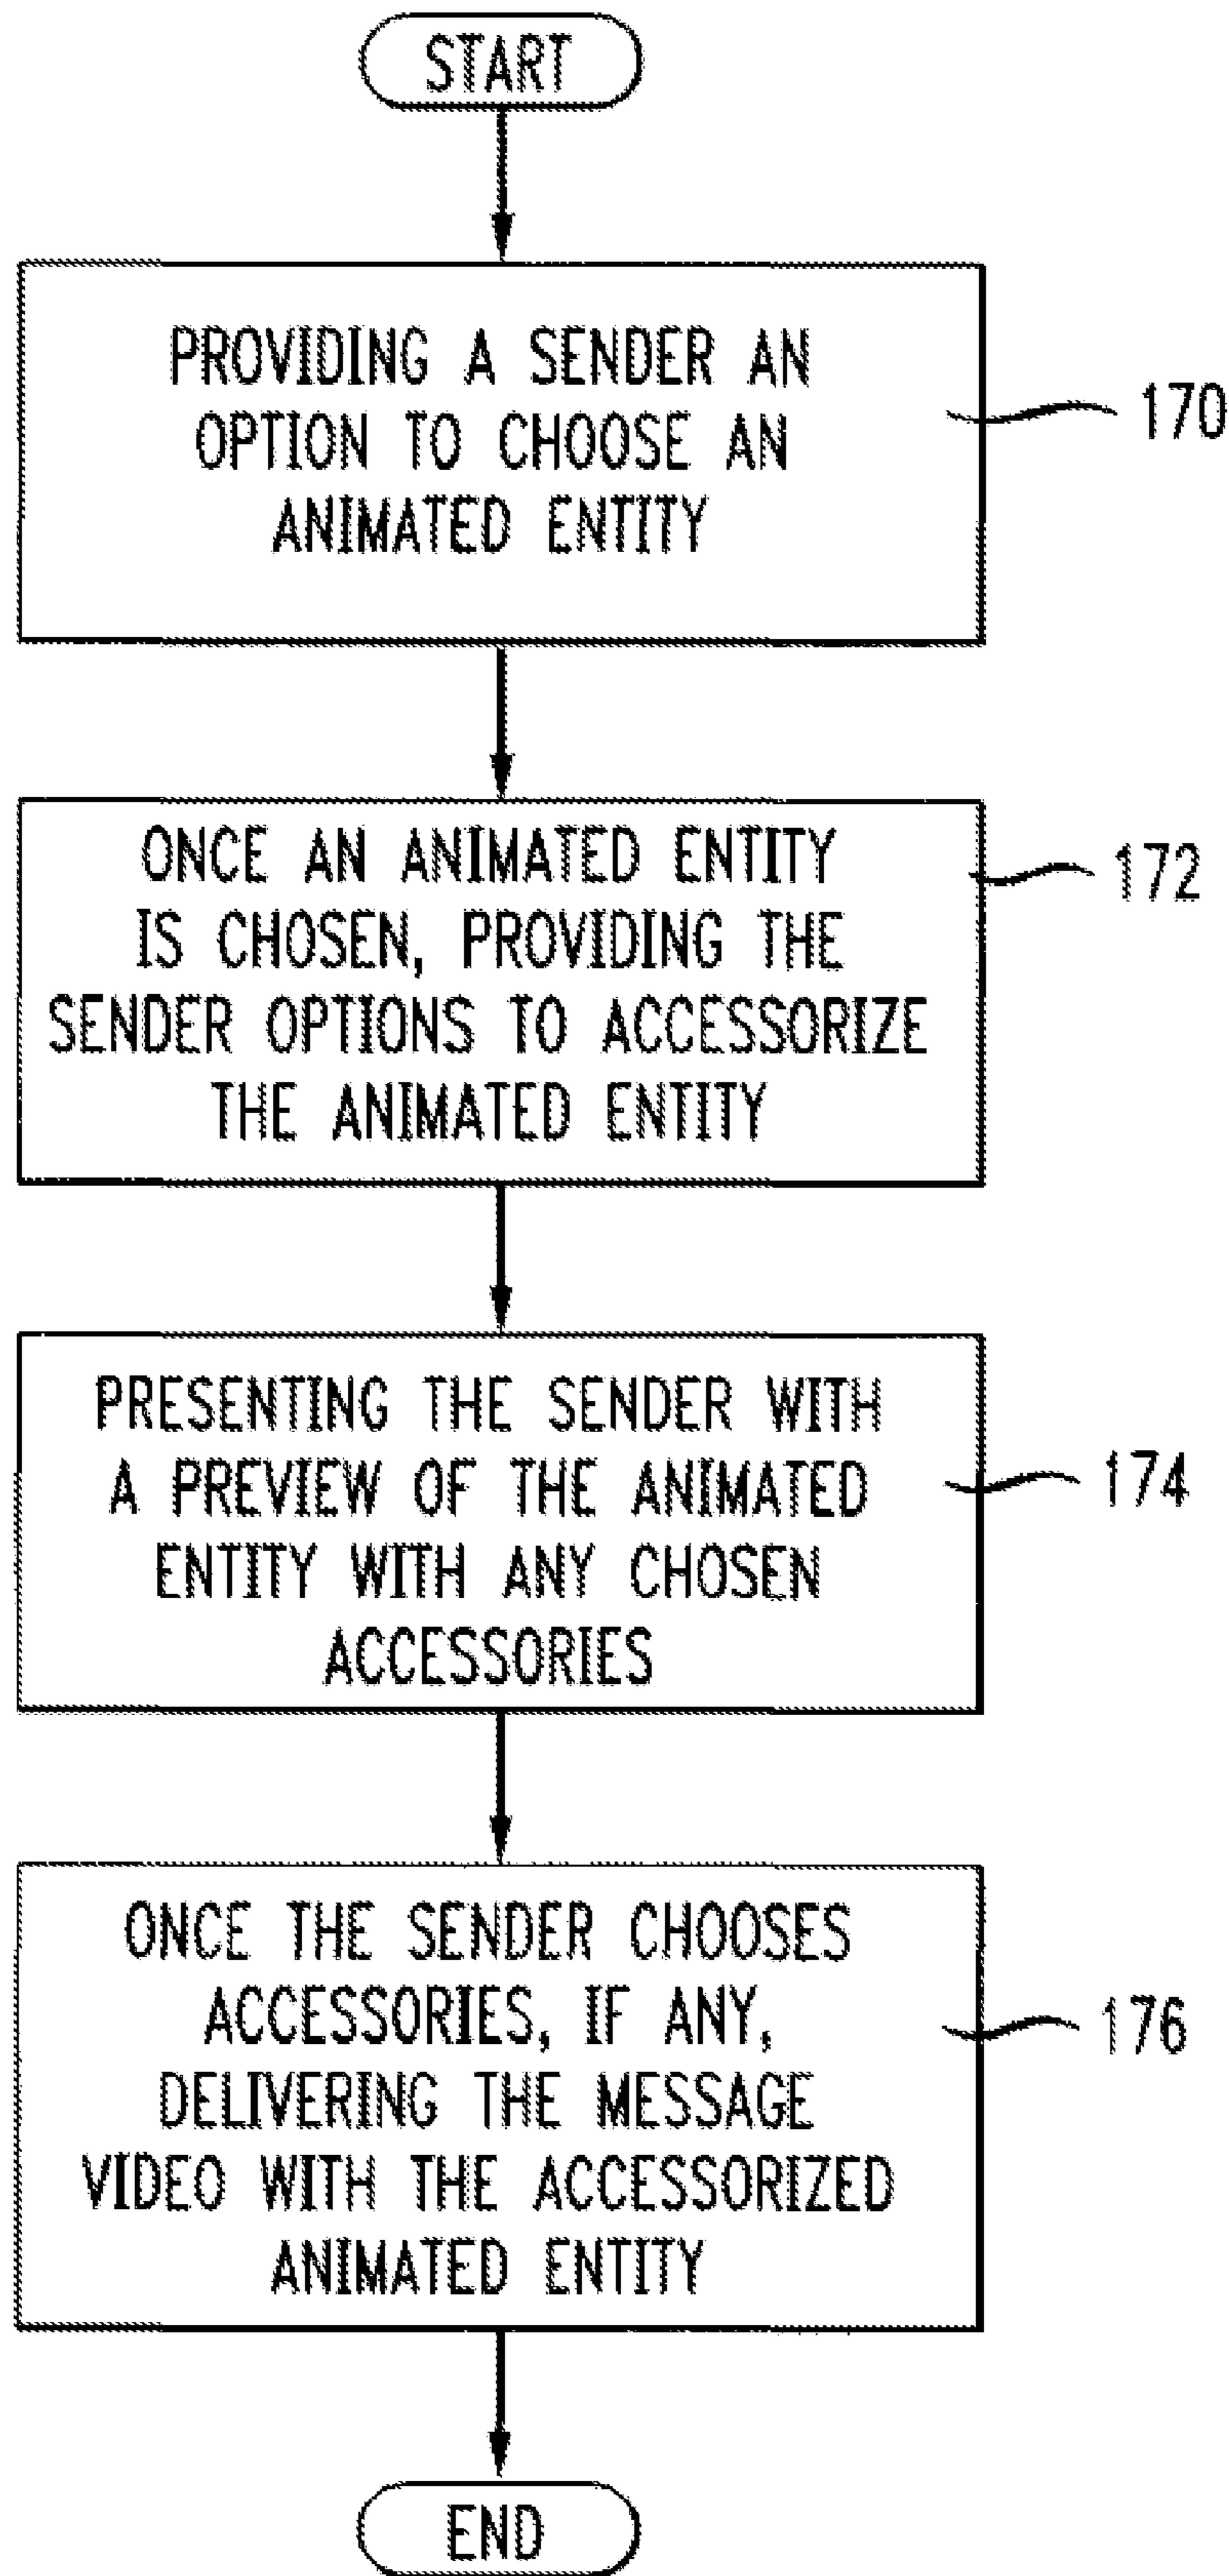 START
PROVIDING A SENDER AN
OPTION TO CHOOSE AN
ANIMATED ENTITY
170
ONCE AN ANIMATED ENTITY
IS CHOSEN, PROVIDING THE
SENDER OPTIONS TO ACCESSORIZE
THE ANIMATED ENTITY
172
PRESENTING THE SENDER WITH
A PREVIEW OF THE ANIMATED
ENTITY WITH ANY CHOSEN
ACCESSORIES
174
ONCE THE SENDER CHOOSES
ACCESSORIES, IF ANY,
DELIVERING THE MESSAGE
VIDEO WITH THE ACCESSORIZED
ANIMATED ENTITY
176
END